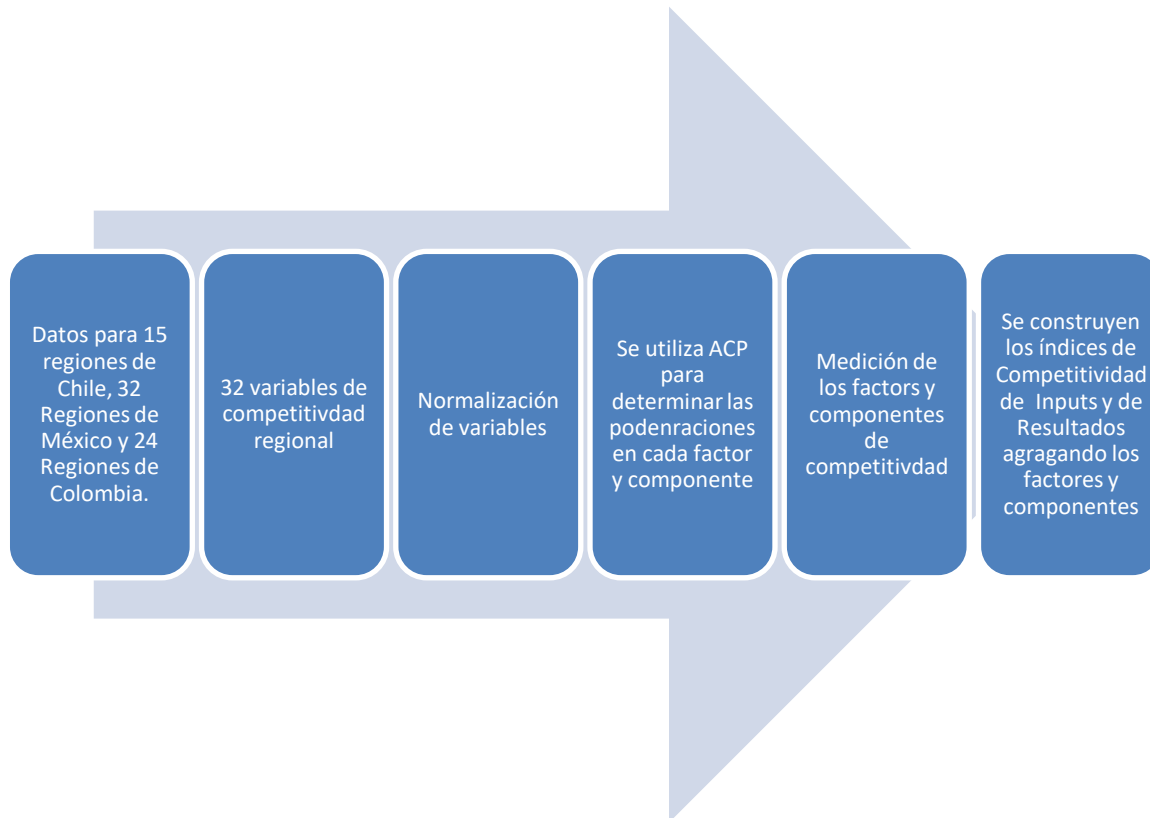 Datos para 15
regiones de
Chile, 32
Regiones de
México y 24
Regiones de
Colombia.
32 variables de
competitivdad
regional
Normalización
de variables
Se utiliza ACP
para
determinar las
podenraciones
en cada factor
y componente
Medición de
los factors y
componentes
de
competitivdad
Se construyen
los índices de
Competitividad
de Inputs y de
Resultados
agragando los
factores y
componentes